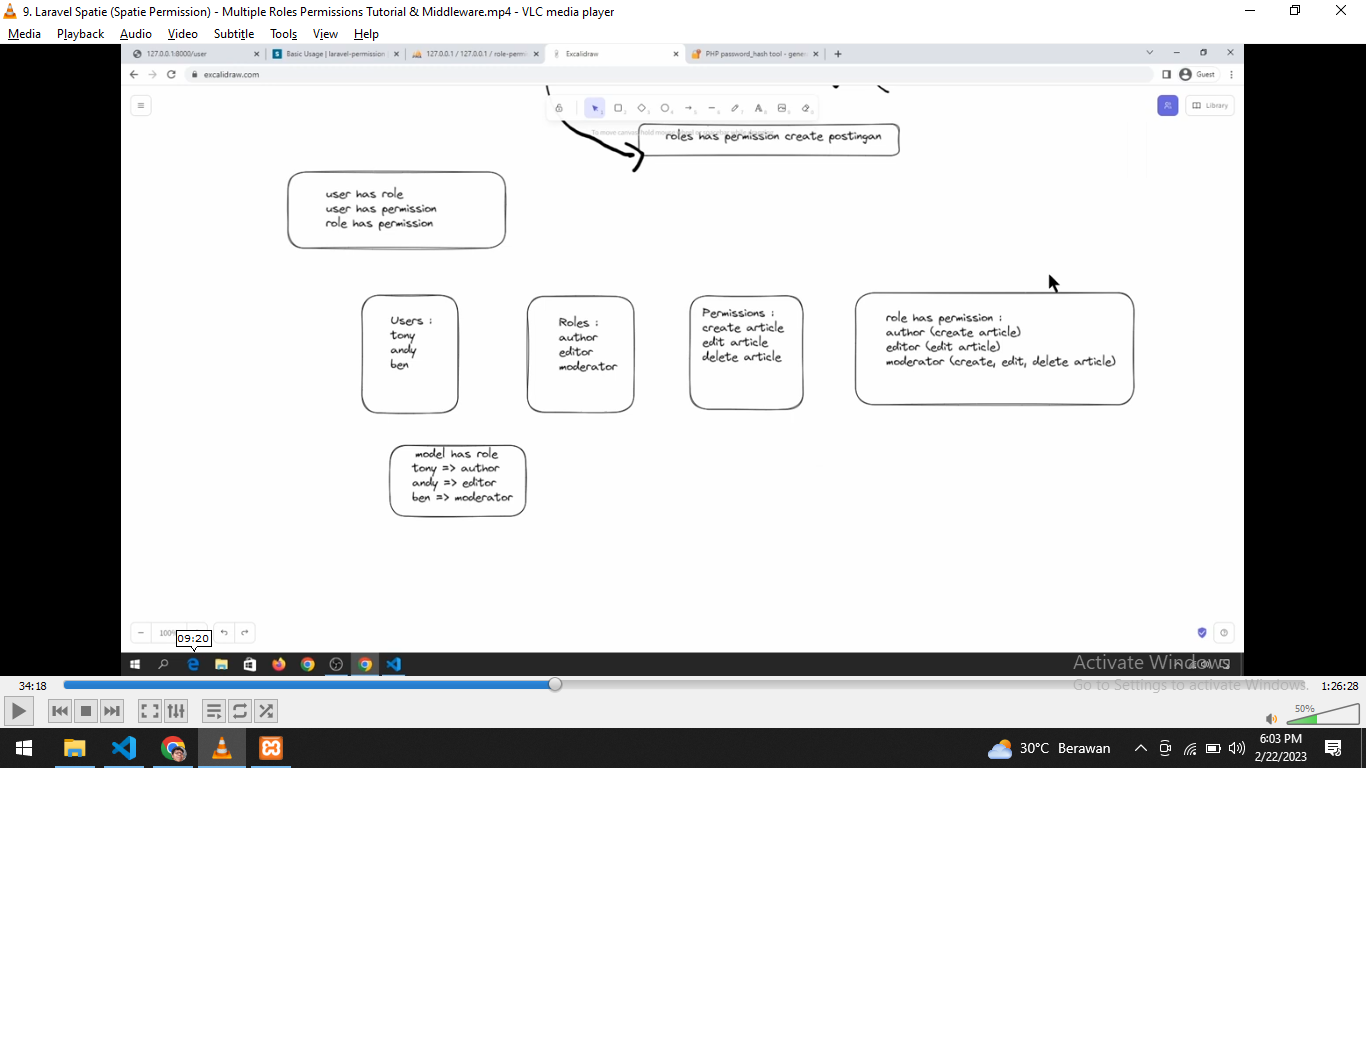 9. Laravel Spatie (Spatie Permission) - Multiple Roles Permissions Tutorial & Middleware.mp4 - VLC media player
Media Playback Audio Video Subtitle Tools View Help
127.0.0.1:8000/user
Basic Usage | laravel-permission
127.0.0.1 / 127.0.0.1 / role-permi
Excalidraw
PHP password_hash tool - gene
excalidraw.com
Guest
Library
roles has permission create postingan
user has role
user has permission
role has permission
Users :
tony
andy
ben
Roles :
author
editor
moderator
Permissions :
create article
edit article
delete article
role has permission :
author (create article)
editor (edit article)
moderator (create, edit, delete article)
model has role
tony => author
andy => editor
ben => moderator
100%
09:20
Activate Windows
Go to Settings to activate Windows.
34:18
1:26:28
50%
30°C Berawan
6:03 PM
2/22/2023